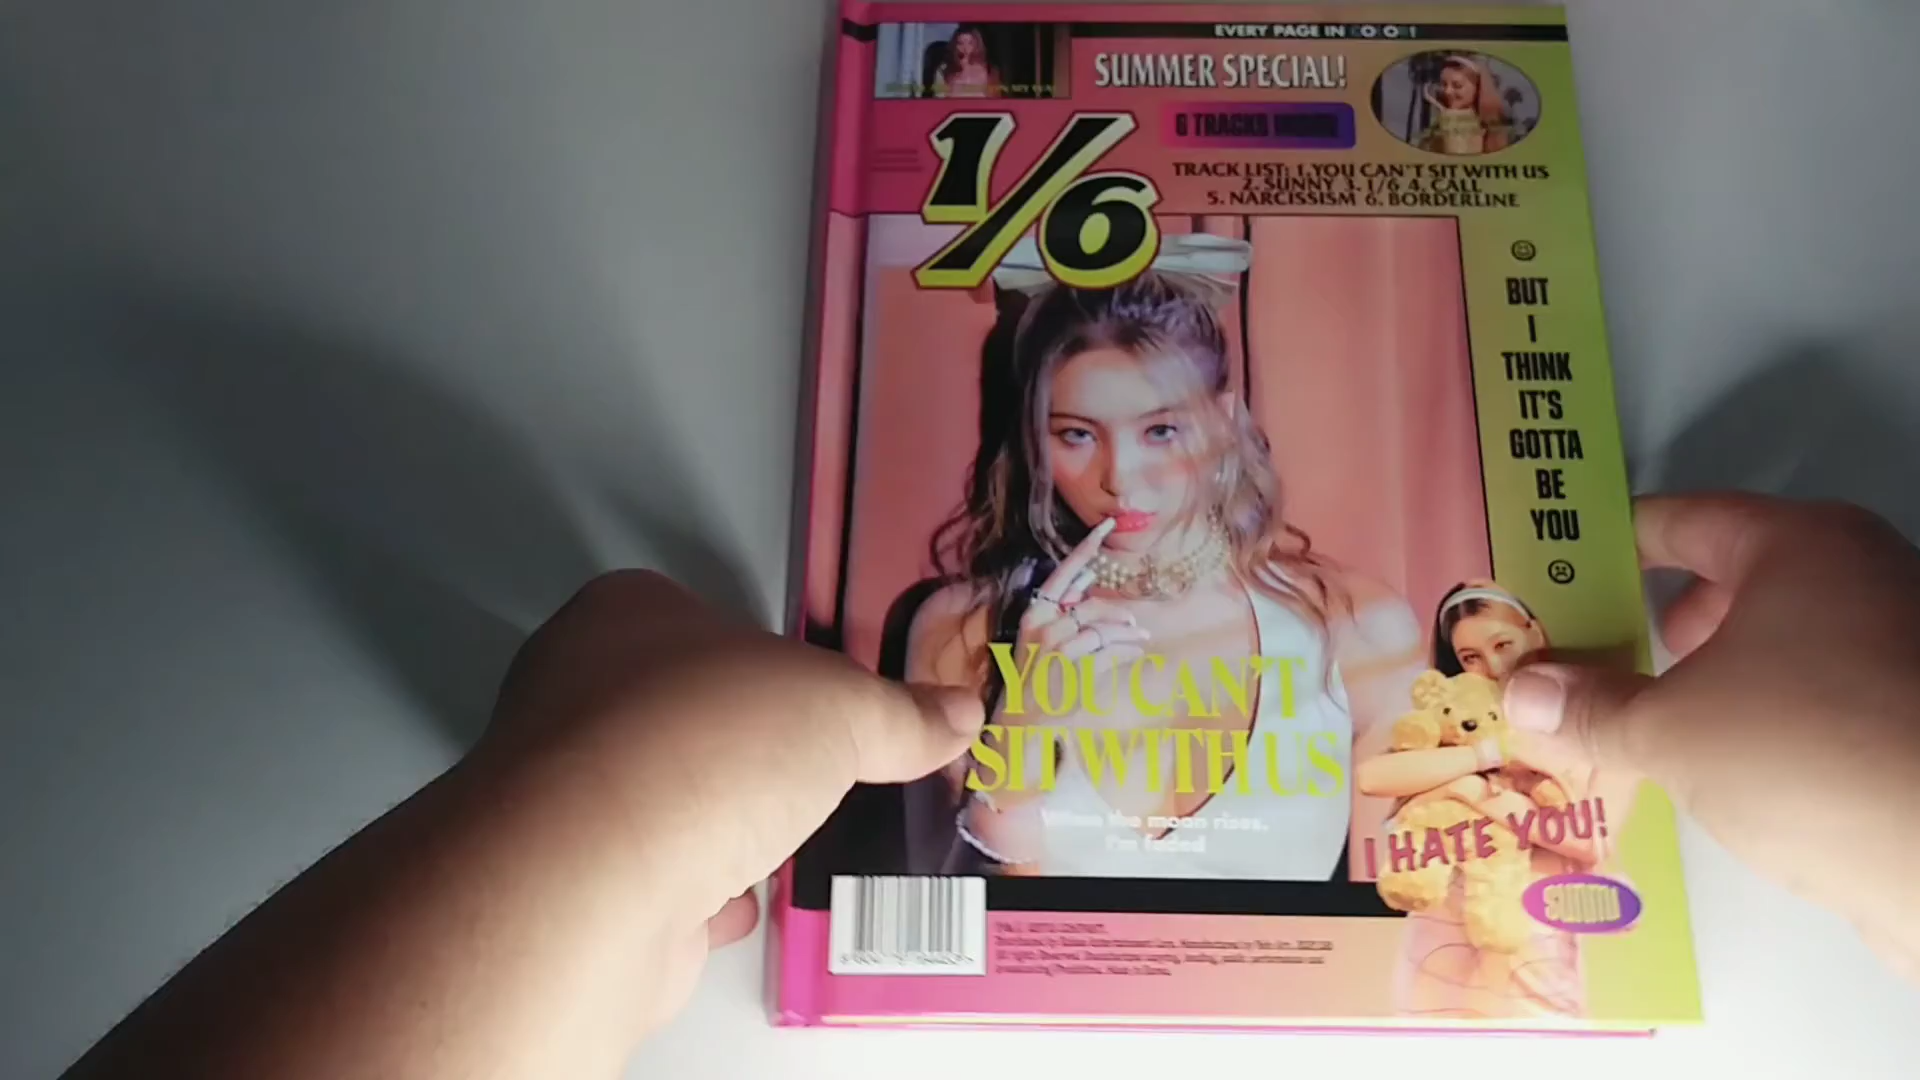 EVERY PAGE IN
SUMMER SPECIAL!
6 TRACKS
1/6
TRACK LIST: 1.YOU CAN'T SIT WITH US
2. SUNNY 3. 1/6 4. CALL
5. NARCISSISM 6. BORDERLINE
BUT
I
THINK
IT'S
GOTTA
BE
YOU
YOU CAN'T
SIT WITH US
When the moon rises,
I'm faded
I HATE YOU!
SUNMI